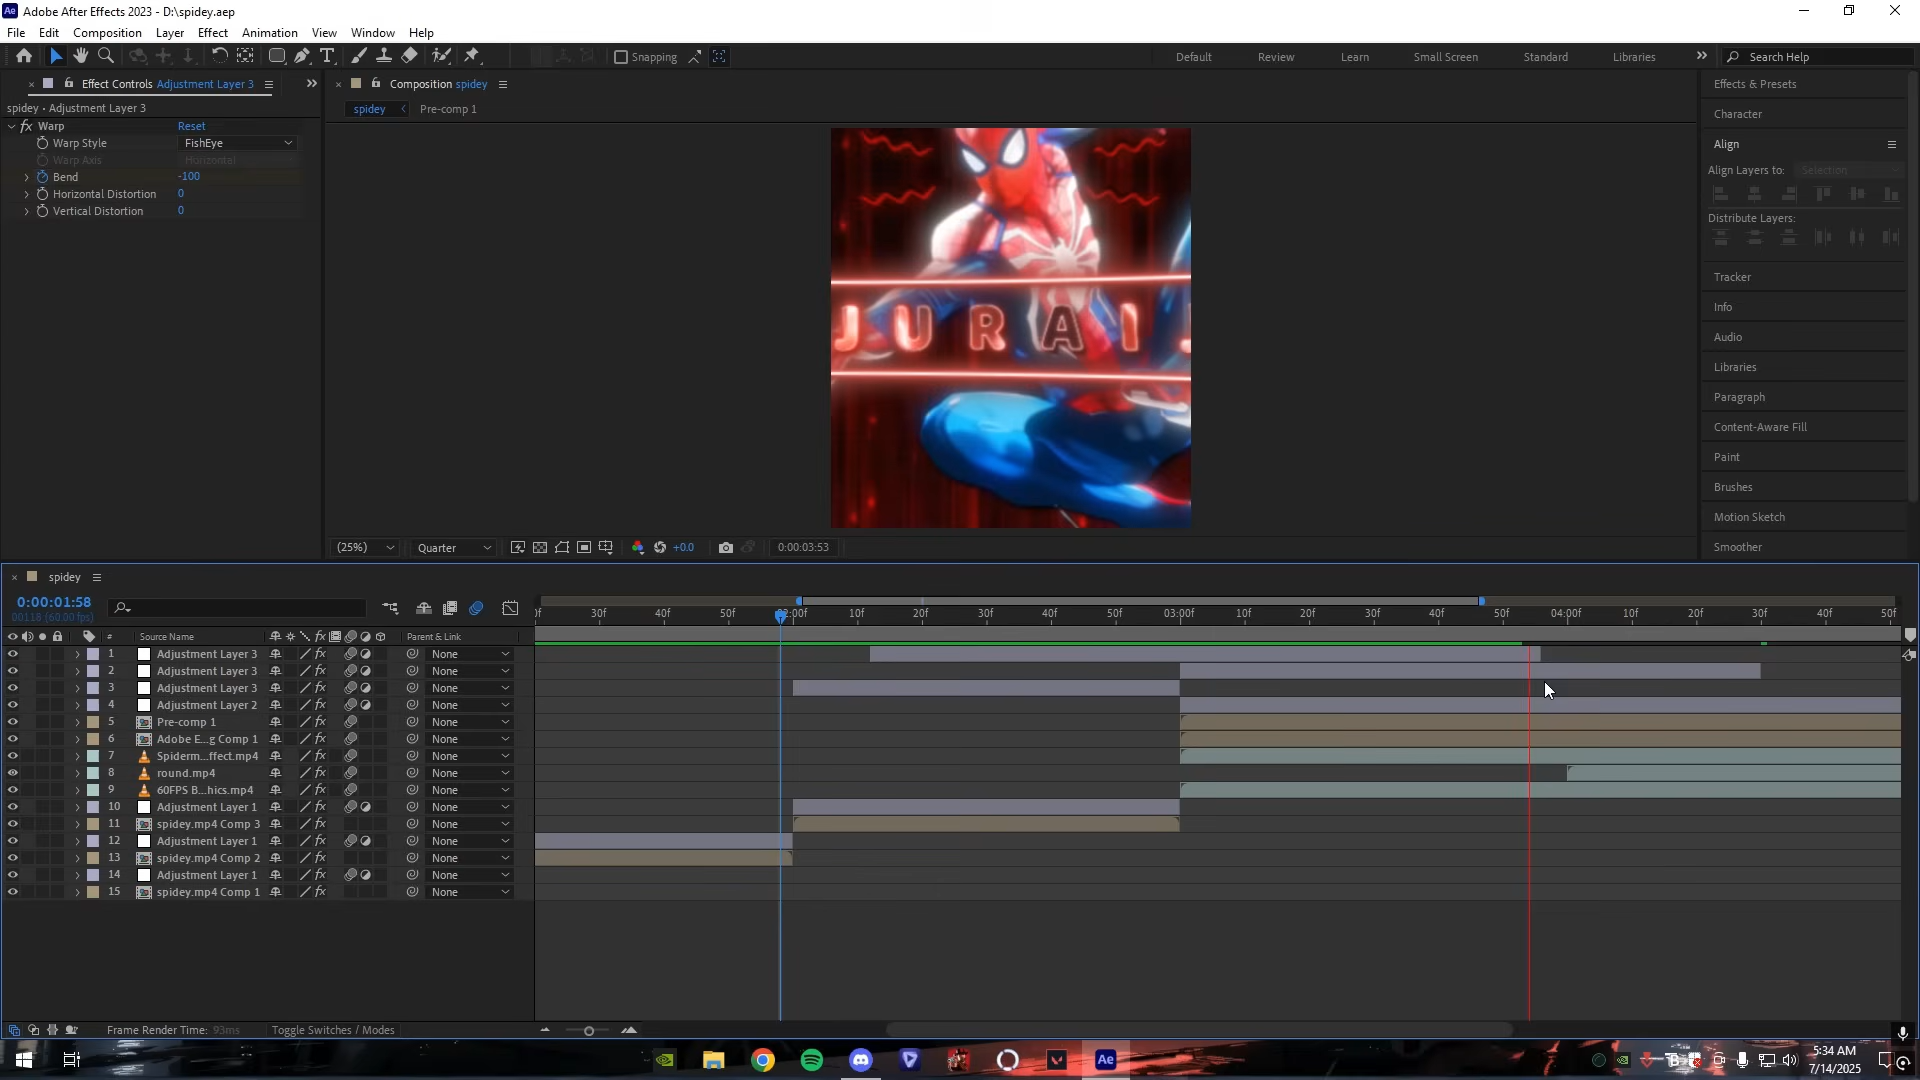 Adobe After Effects 2023 - D:\spidey.aep
File Edit Composition Layer Effect Animation View Window Help
Snapping
Default Review Learn Small Screen Standard Libraries
Search Help
Effect Controls Adjustment Layer 3
spidey • Adjustment Layer 3
fx Warp Reset
Warp Style FishEye
Warp Axis Horizontal
Bend -100
Horizontal Distortion 0
Vertical Distortion 0
Composition spidey
spidey Pre-comp 1
JURAI
(25%) Quarter +0.0 0:00:03:53
Effects & Presets
Character
Align
Align Layers to: Selection
Distribute Layers:
Tracker
Info
Audio
Libraries
Paragraph
Content-Aware Fill
Paint
Brushes
Motion Sketch
Smoother
spidey
0:00:01:58
00118 (60.00 fps)
30f 40f 50f 02:00f 10f 20f 30f 40f 50f 03:00f 10f 20f 30f 40f 50f 04:00f 10f 20f 30f 40f 50f
# Source Name Parent & Link
1 Adjustment Layer 3 None
2 Adjustment Layer 3 None
3 Adjustment Layer 3 None
4 Adjustment Layer 2 None
5 Pre-comp 1 None
6 Adobe E...g Comp 1 None
7 Spiderm...ffect.mp4 None
8 round.mp4 None
9 60FPS B...hics.mp4 None
10 Adjustment Layer 1 None
11 spidey.mp4 Comp 3 None
12 Adjustment Layer 1 None
13 spidey.mp4 Comp 2 None
14 Adjustment Layer 1 None
15 spidey.mp4 Comp 1 None
Frame Render Time: 93ms Toggle Switches / Modes
Ae
5:34 AM
7/14/2025